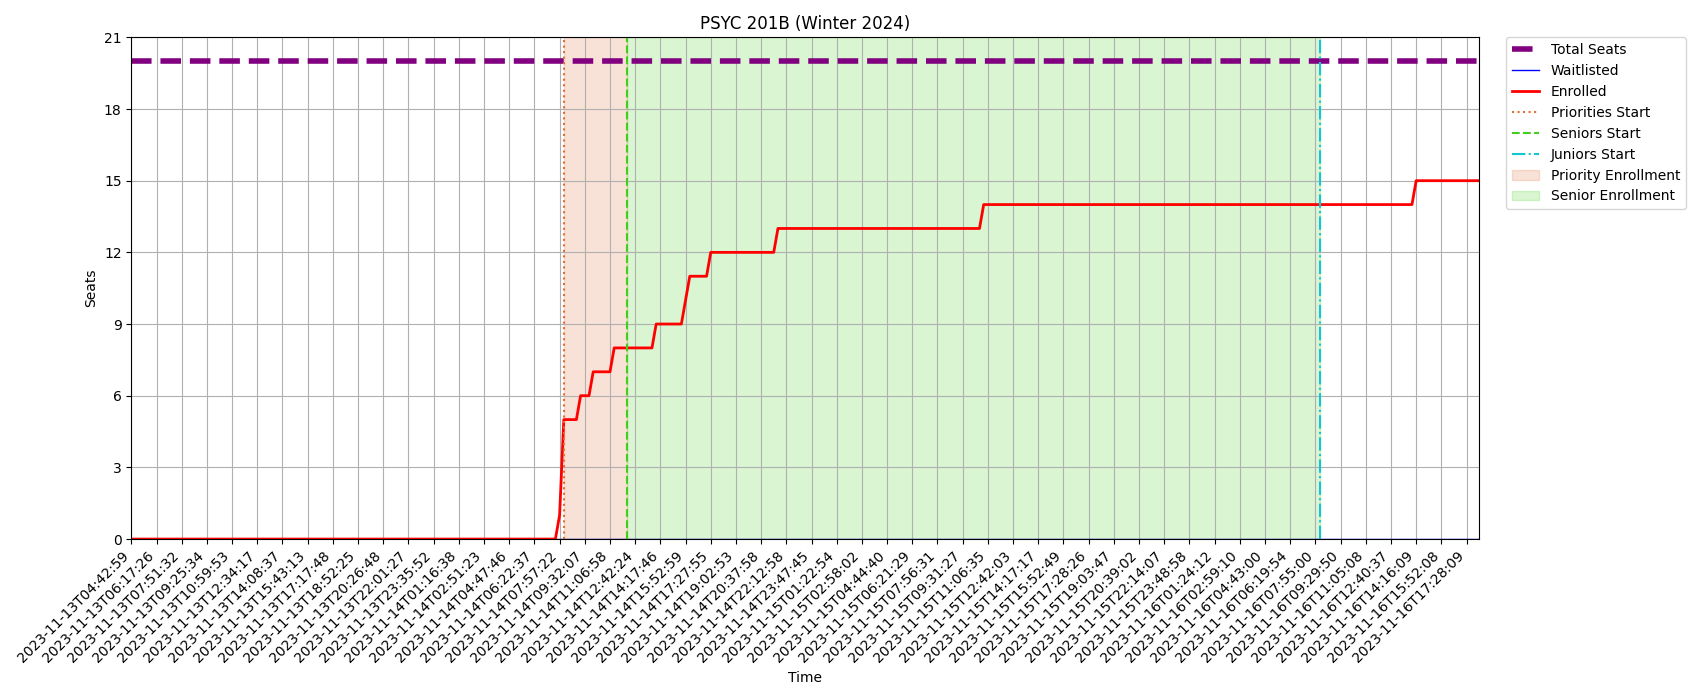 PSYC 201B (Winter 2024)
21
18
15
12
9
6
3
0
Seats
2023-11-13T04:42:59
2023-11-13T06:17:26
2023-11-13T07:51:32
2023-11-13T09:25:34
2023-11-13T10:59:53
2023-11-13T12:34:17
2023-11-13T14:08:37
2023-11-13T15:43:13
2023-11-13T17:17:48
2023-11-13T18:52:25
2023-11-13T20:26:48
2023-11-13T22:01:27
2023-11-13T23:35:52
2023-11-14T01:16:38
2023-11-14T02:51:23
2023-11-14T04:47:46
2023-11-14T06:22:37
2023-11-14T07:57:22
2023-11-14T09:32:07
2023-11-14T11:06:58
2023-11-14T12:42:24
2023-11-14T14:17:46
2023-11-14T15:52:59
2023-11-14T17:27:55
2023-11-14T19:02:53
2023-11-14T20:37:58
2023-11-14T22:12:58
2023-11-14T23:47:45
2023-11-15T01:22:54
2023-11-15T02:58:02
2023-11-15T04:44:40
2023-11-15T06:21:29
2023-11-15T07:56:31
2023-11-15T09:31:27
2023-11-15T11:06:35
2023-11-15T12:42:03
2023-11-15T14:17:17
2023-11-15T15:52:49
2023-11-15T17:28:26
2023-11-15T19:03:47
2023-11-15T20:39:02
2023-11-15T22:14:07
2023-11-15T23:48:58
2023-11-16T01:24:12
2023-11-16T02:59:10
2023-11-16T04:43:00
2023-11-16T06:19:54
2023-11-16T07:55:00
2023-11-16T09:29:50
2023-11-16T11:05:08
2023-11-16T12:40:37
2023-11-16T14:16:09
2023-11-16T15:52:08
2023-11-16T17:28:09
Time
Total Seats
Waitlisted
Enrolled
Priorities Start
Seniors Start
Juniors Start
Priority Enrollment
Senior Enrollment